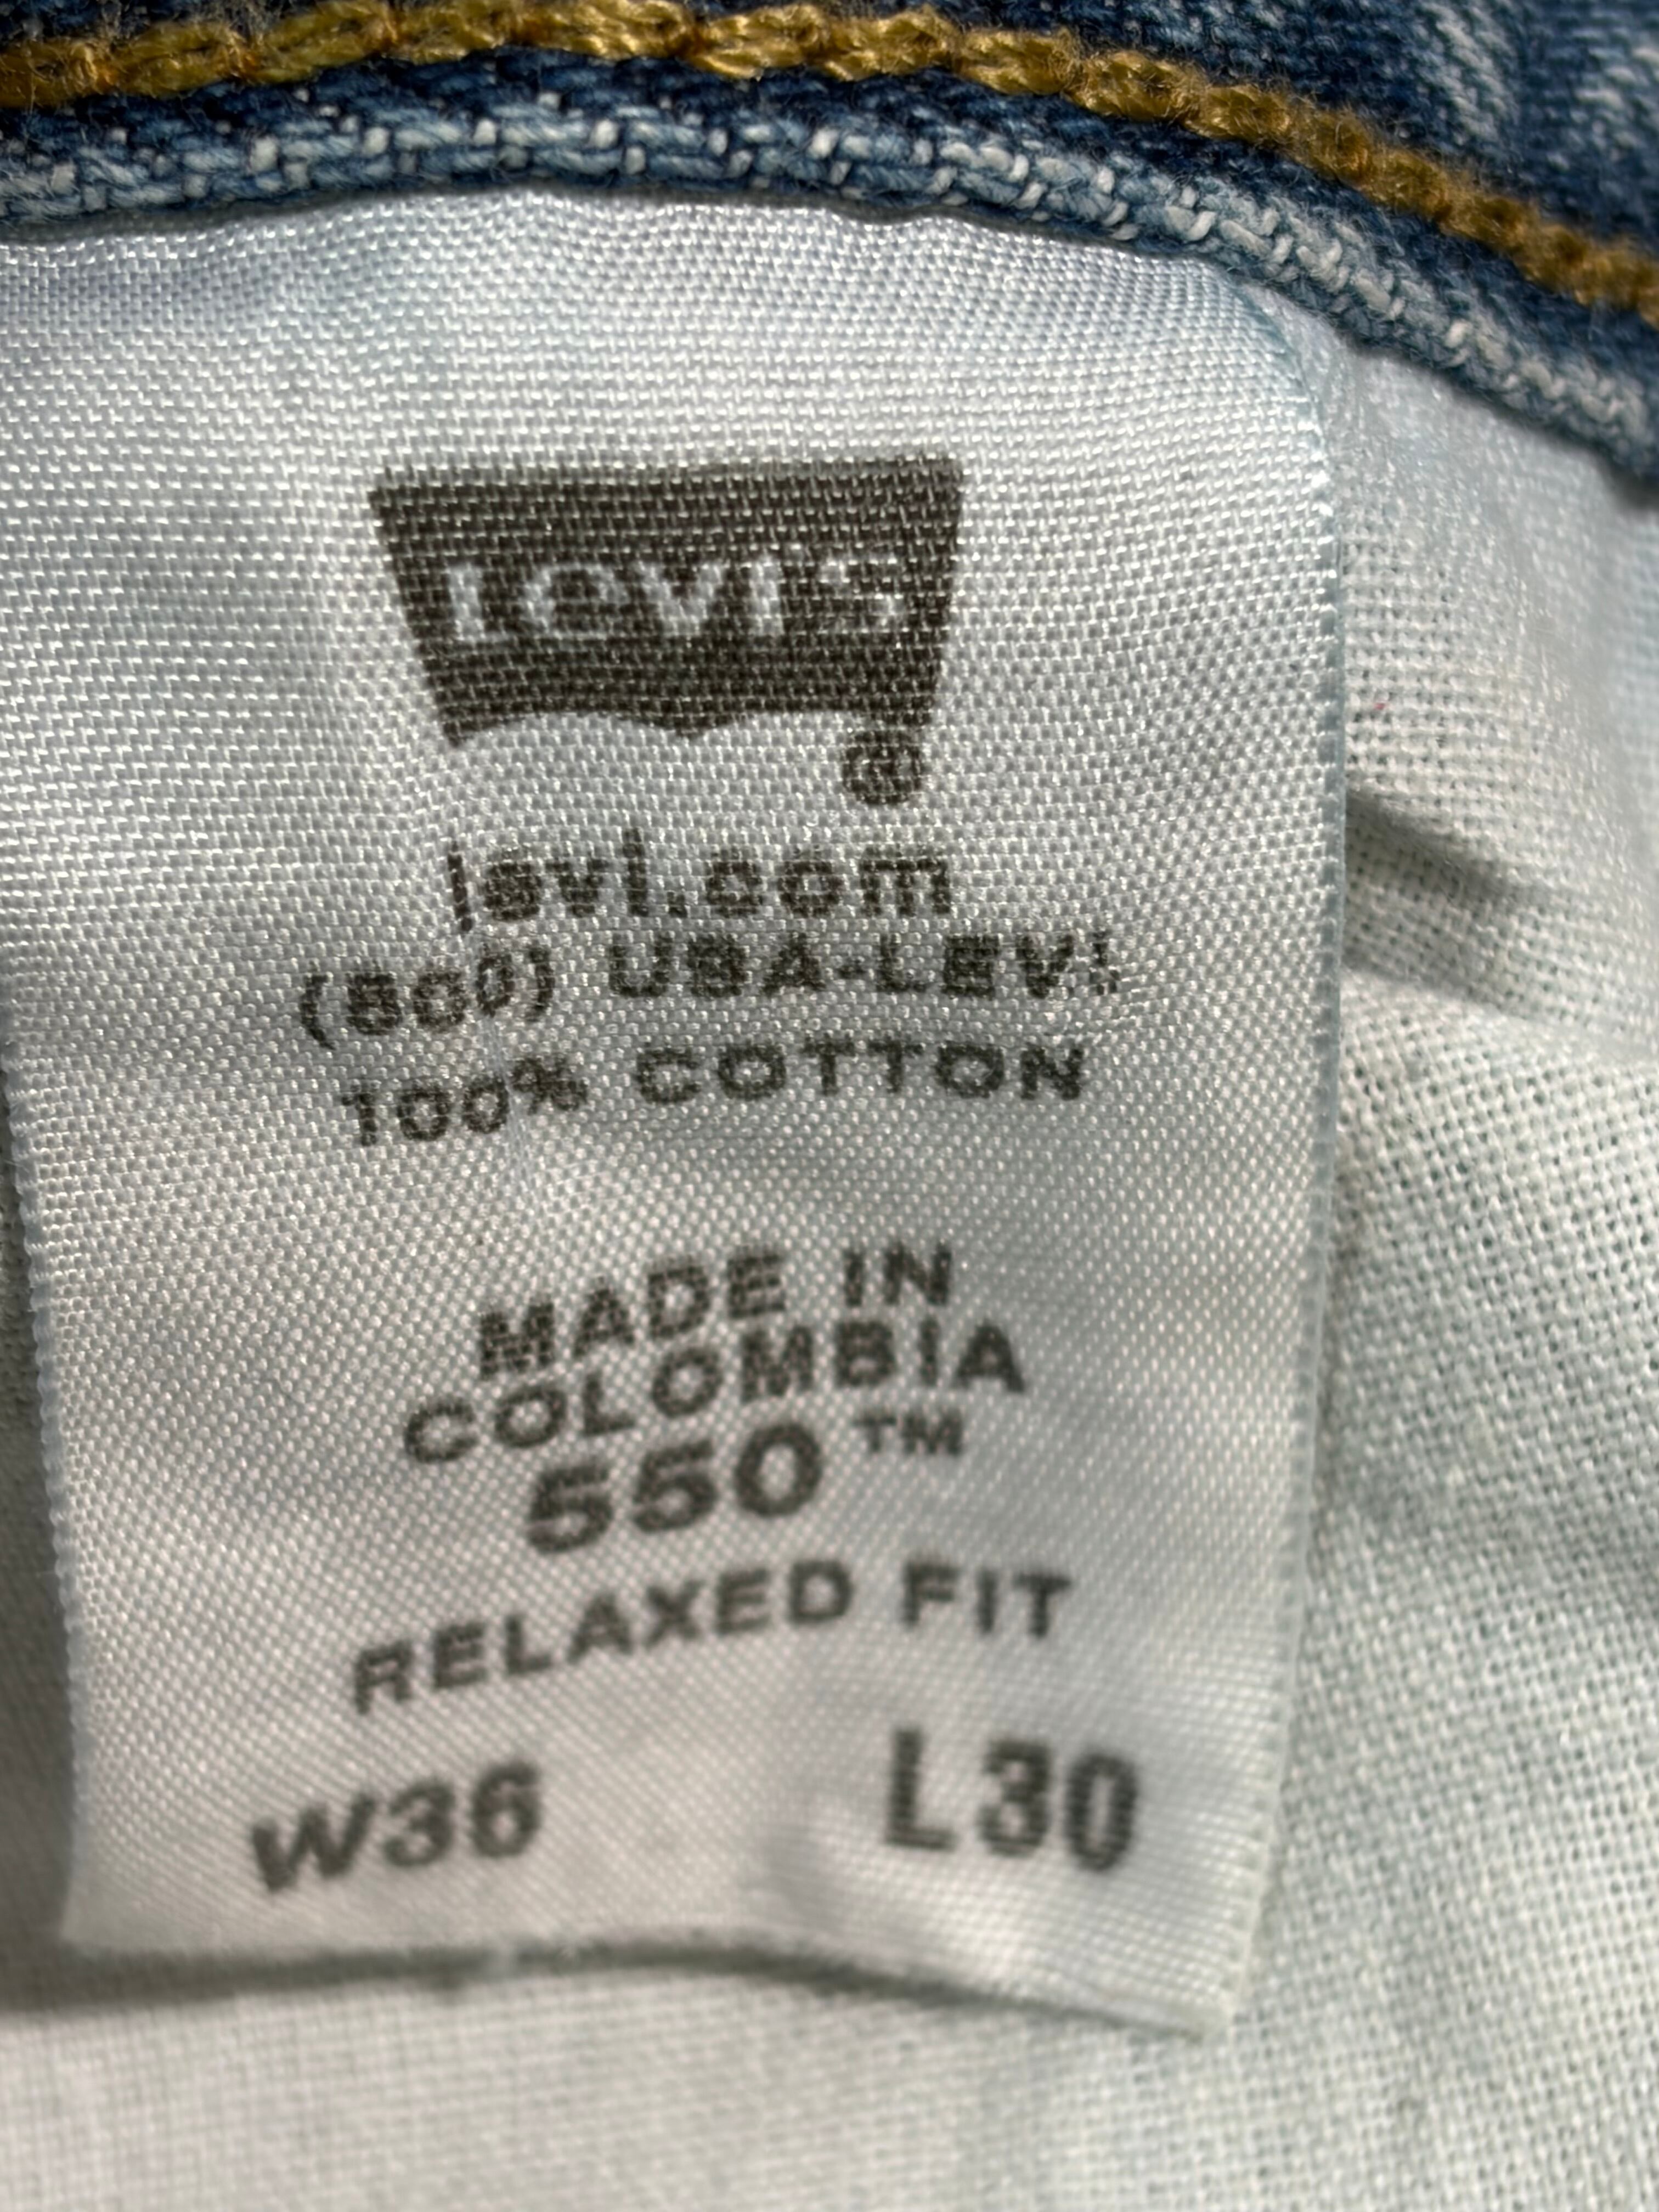 Levi's
®
levi.com
(800) USA-LEVI
100% COTTON
MADE IN
COLOMBIA
550™
RELAXED FIT
W36 L30